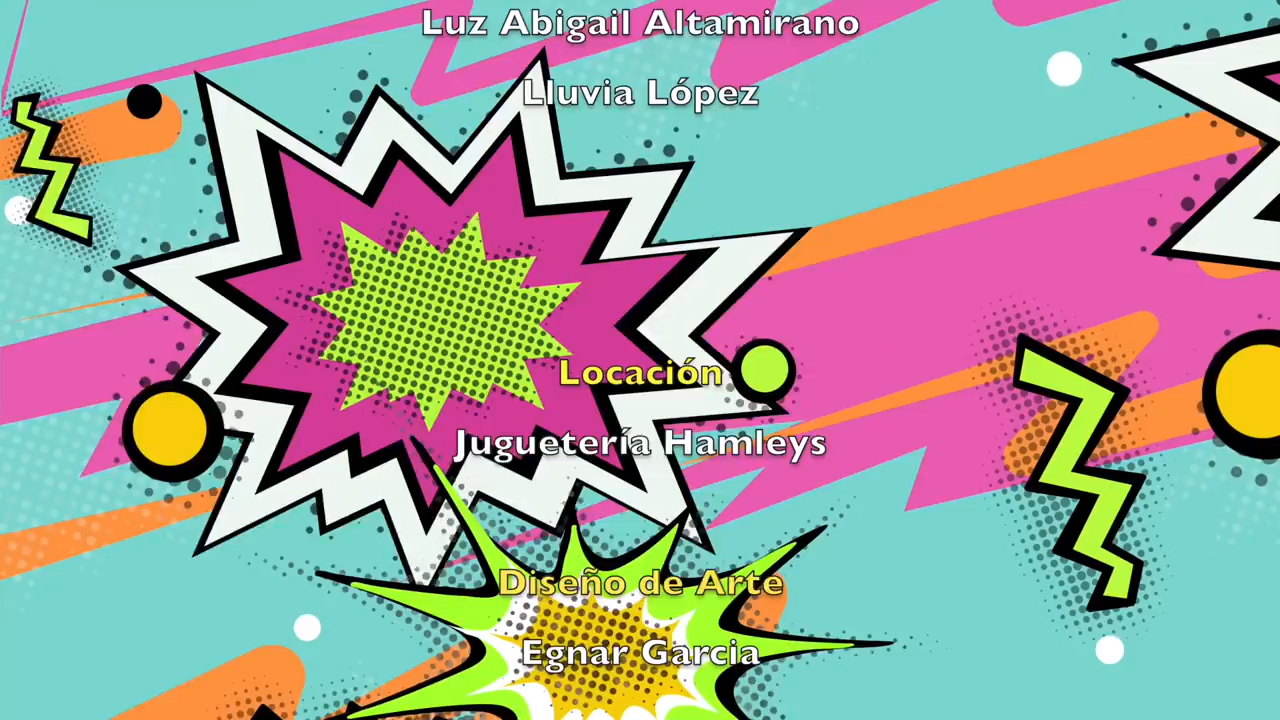 Luz Abigail Altamirano
Lluvia López
Locación
Juguetería Hamleys
Diseño de Arte
Egnar Garcia